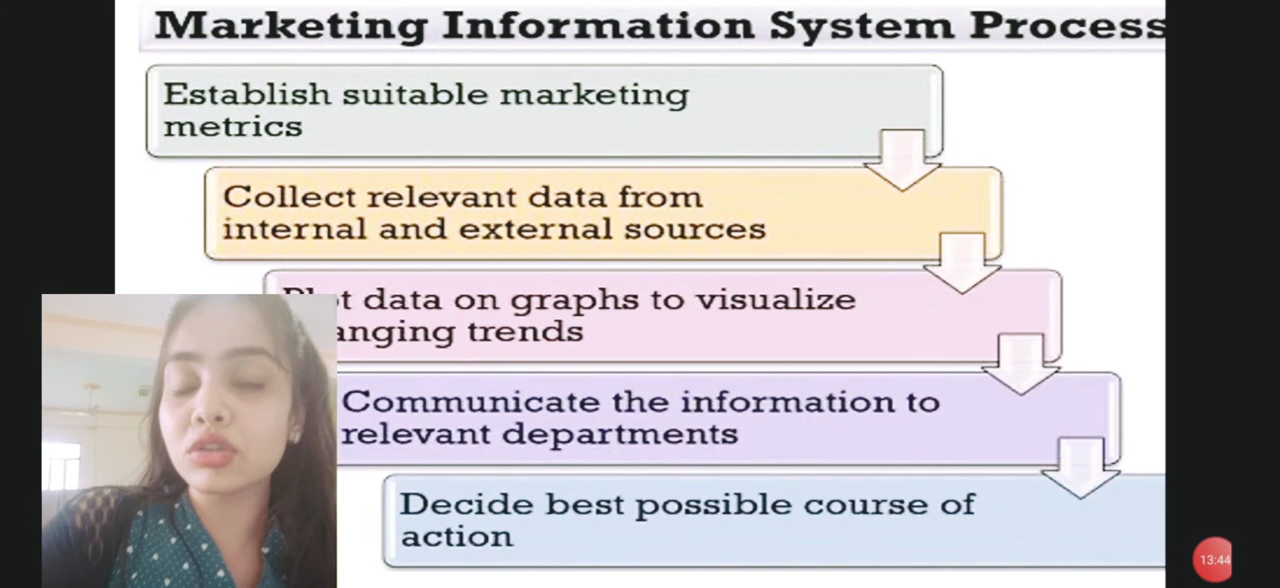 Marketing Information System Process
Establish suitable marketing
metrics
Collect relevant data from
internal and external sources
data on graphs to visualize
trends
Communicate the information to
relevant departments
Decide best possible course of
action
13:44